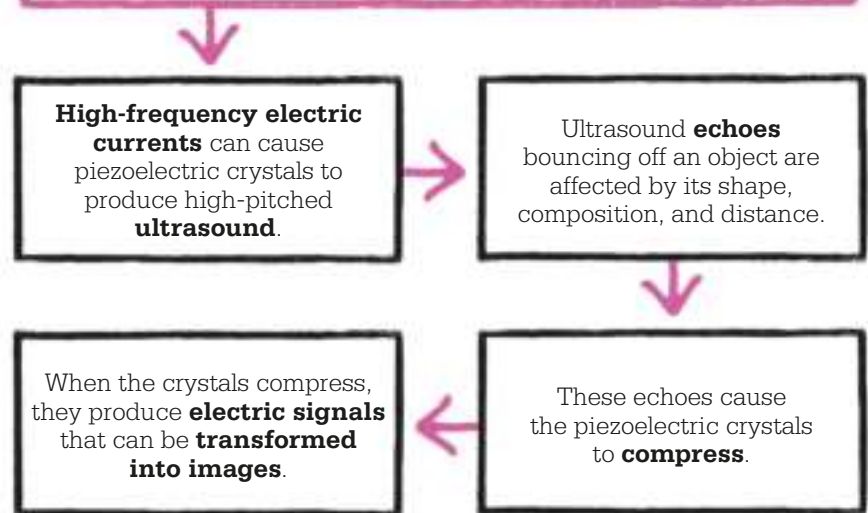 High-frequency electric
currents can cause
piezoelectric crystals to
produce high-pitched
ultrasound.
Ultrasound echoes
bouncing off an object are
affected by its shape,
composition, and distance.
These echoes cause
the piezoelectric crystals
to compress.
When the crystals compress,
they produce electric signals
that can be transformed
into images.